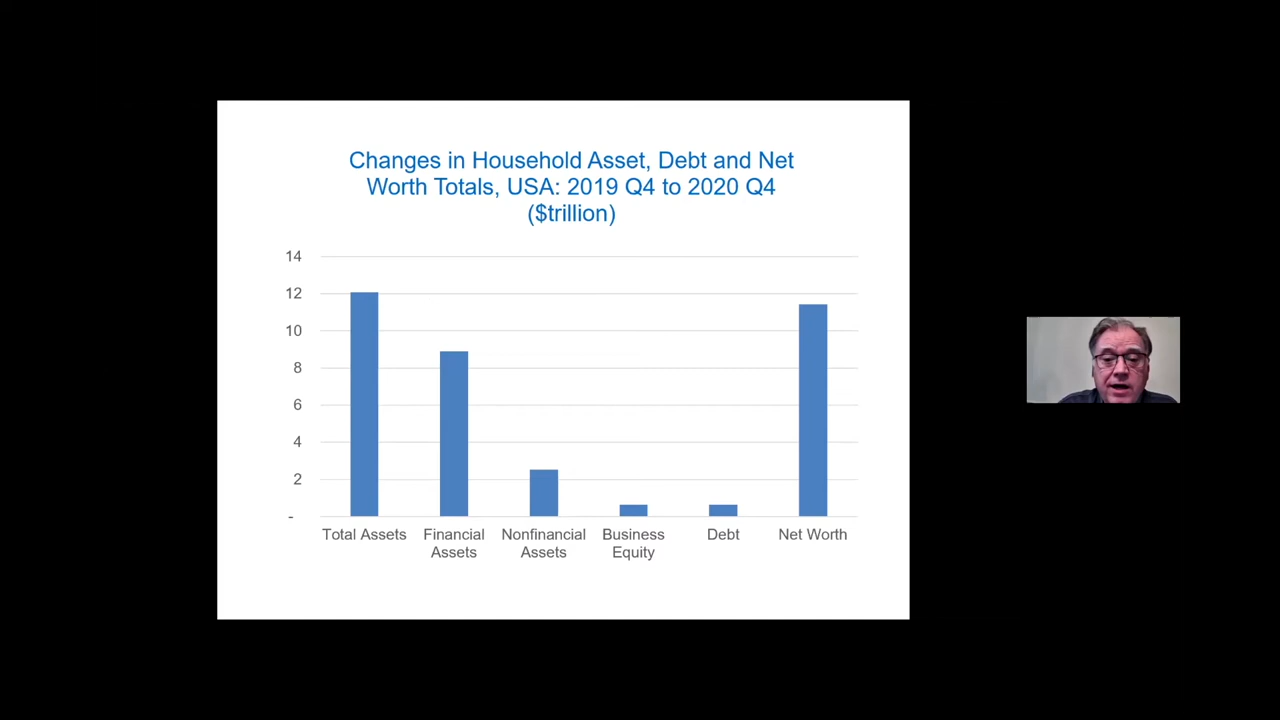 Changes in Household Asset, Debt and Net
Worth Totals, USA: 2019 Q4 to 2020 Q4
($trillion)
14
12
10
8
6
4
2
-
Total Assets
Financial
Assets
Nonfinancial
Assets
Business
Equity
Debt
Net Worth